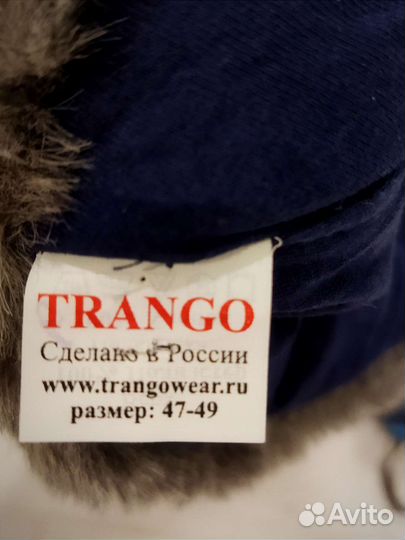 TRANGO
Сделано в России
www.trangowear.ru
размер: 47-49
Avito